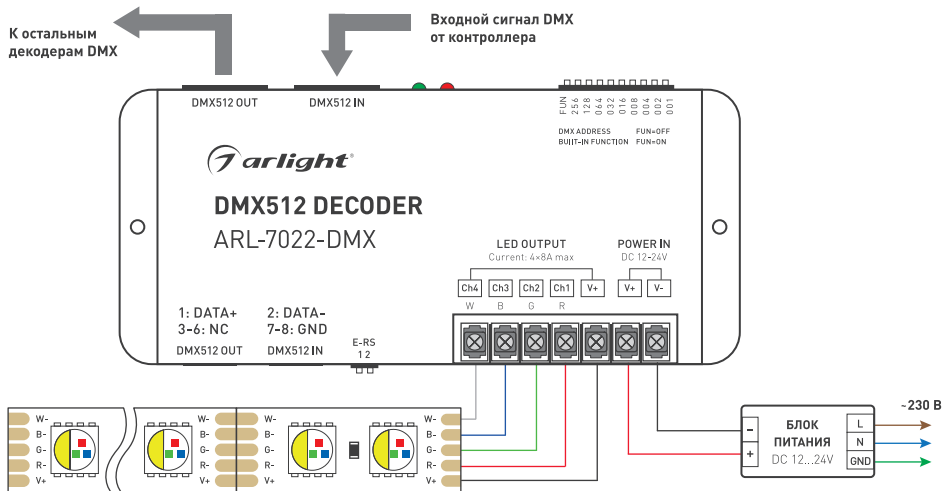 К остальным
декодерам DMX
Входной сигнал DMX
от контроллера
DMX512 OUT
DMX512 IN
FUN
256
128
064
032
016
008
004
002
001
DMX ADDRESS FUN=OFF
BUILT-IN FUNCTION FUN=ON
arlight®
DMX512 DECODER
ARL-7022-DMX
LED OUTPUT
Current: 4×8A max
POWER IN
DC 12-24V
Ch4 Ch3 Ch2 Ch1 V+ V+ V-
W B G R
1: DATA+ 2: DATA-
3-6: NC 7-8: GND
DMX512 OUT DMX512 IN
E-RS
1 2
W- W- W- W-
B- B- B- B-
G- G- G- G-
R- R- R- R-
V+ V+ V+ V+
~230 В
БЛОК
ПИТАНИЯ
DC 12...24V
-
+
L
N
GND